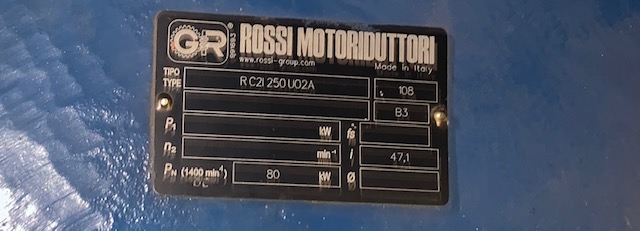 GR ® ROSSI MOTORIDUTTORI
www.rossi-group.com Made in Italy
TIPO
TYPE R C2I 250 U02A 108
B3
P₁ kW fs
n₂ min⁻¹ i 47,1
Pɴ (1400 min⁻¹) 80 kW Ø